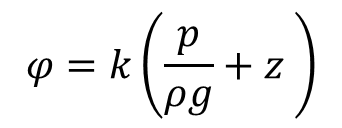 φ = k ( p / ρg + z )